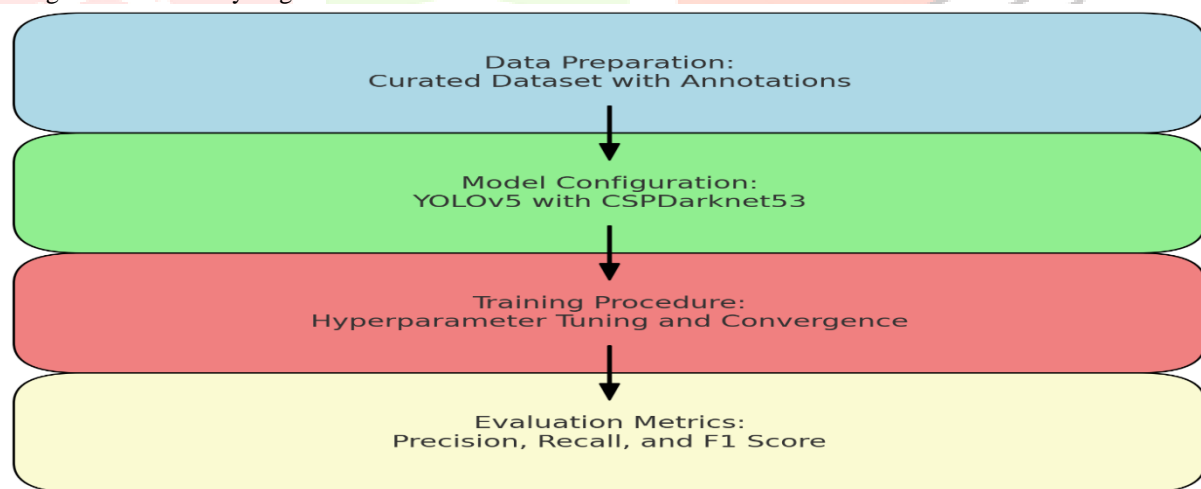 Data Preparation:
Curated Dataset with Annotations
Model Configuration:
YOLOv5 with CSPDarknet53
Training Procedure:
Hyperparameter Tuning and Convergence
Evaluation Metrics:
Precision, Recall, and F1 Score